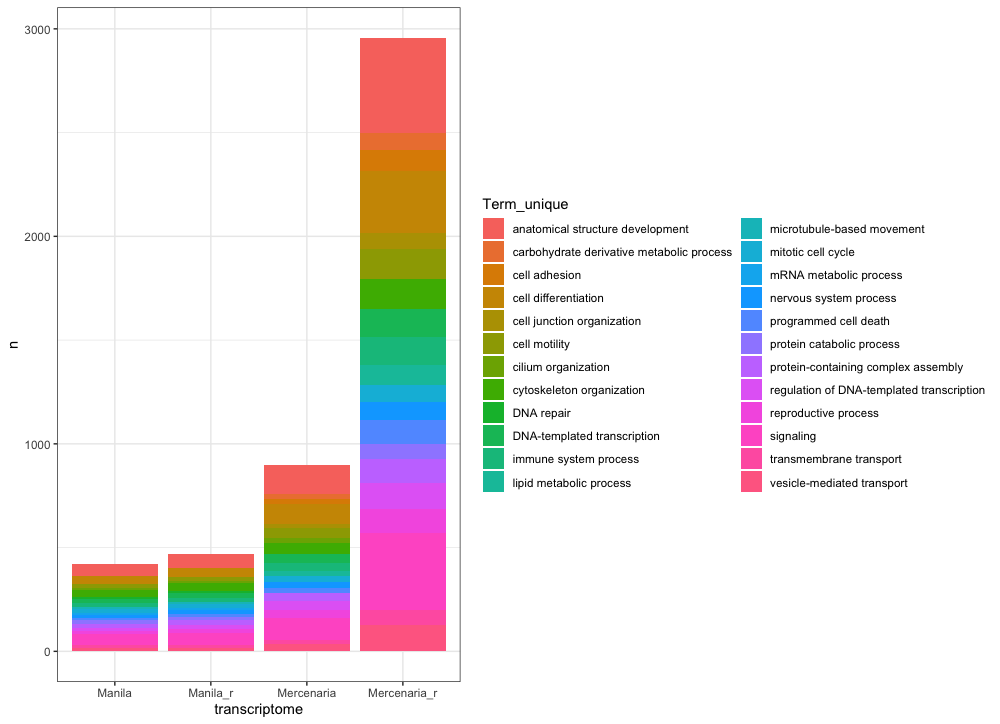 3000
2000
1000
0
n
Manila
Manila_r
Mercenaria
Mercenaria_r
transcriptome
Term_unique
anatomical structure development
carbohydrate derivative metabolic process
cell adhesion
cell differentiation
cell junction organization
cell motility
cilium organization
cytoskeleton organization
DNA repair
DNA-templated transcription
immune system process
lipid metabolic process
microtubule-based movement
mitotic cell cycle
mRNA metabolic process
nervous system process
programmed cell death
protein catabolic process
protein-containing complex assembly
regulation of DNA-templated transcription
reproductive process
signaling
transmembrane transport
vesicle-mediated transport